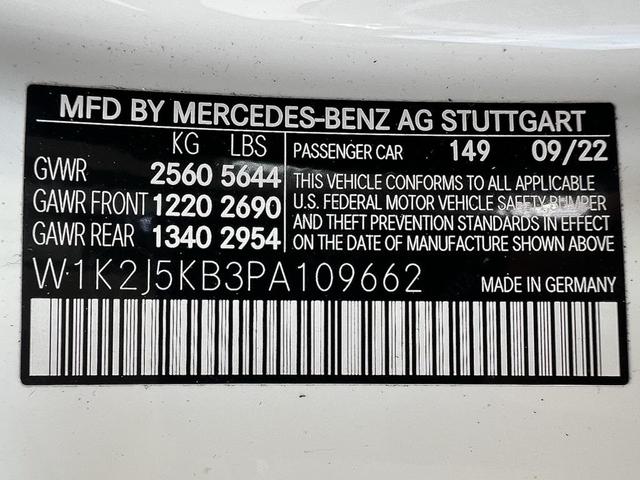 MFD BY MERCEDES-BENZ AG STUTTGART
KG LBS
PASSENGER CAR 149 09/22
GVWR 2560 5644
GAWR FRONT 1220 2690
GAWR REAR 1340 2954
THIS VEHICLE CONFORMS TO ALL APPLICABLE
U.S. FEDERAL MOTOR VEHICLE SAFETY BUMPER
AND THEFT PREVENTION STANDARDS IN EFFECT
ON THE DATE OF MANUFACTURE SHOWN ABOVE
W1K2J5KB3PA109662
MADE IN GERMANY